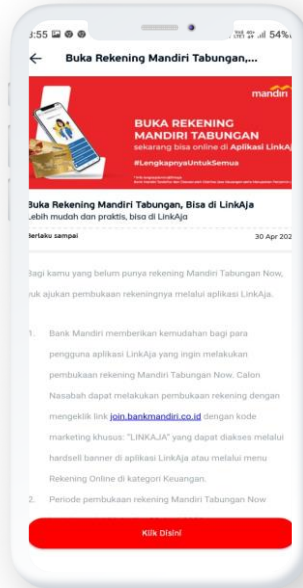 3:55 54%
Buka Rekening Mandiri Tabungan,...
mandiri
BUKA REKENING
MANDIRI TABUNGAN
sekarang bisa online di Aplikasi LinkAj
#LengkapnyaUntukSemua
Buka Rekening Mandiri Tabungan, Bisa di LinkAja
Lebih mudah dan praktis, bisa di LinkAja
Berlaku sampai
30 Apr 202
Bagi kamu yang belum punya rekening Mandiri Tabungan Now,
yuk ajukan pembukaan rekeningnya melalui aplikasi LinkAja.
1. Bank Mandiri memberikan kemudahan bagi para
pengguna aplikasi LinkAja yang ingin melakukan
pembukaan rekening Mandiri Tabungan Now. Calon
Nasabah dapat melakukan pembukaan rekening dengan
mengeklik link join.bankmandiri.co.id dengan kode
marketing khusus: "LINKAJA" yang dapat diakses melalui
hardsell banner di aplikasi LinkAja atau melalui menu
Rekening Online di kategori Keuangan.
2. Periode pembukaan rekening Mandiri Tabungan Now
Klik Disini